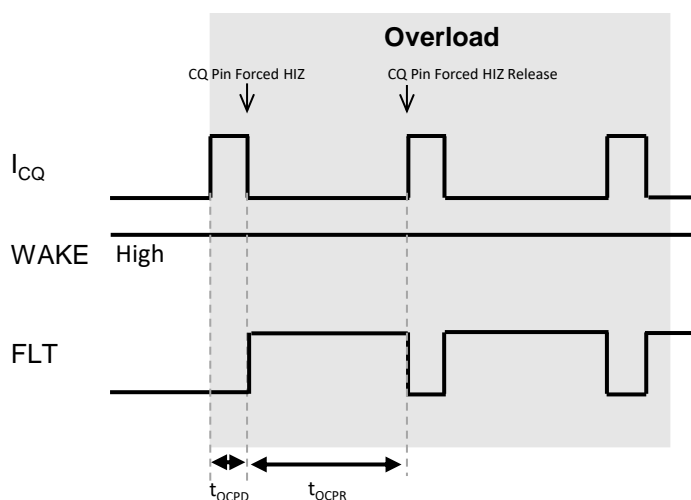 Overload
CQ Pin Forced HIZ
CQ Pin Forced HIZ Release
ICQ
WAKE High
FLT
tOCPD
tOCPR